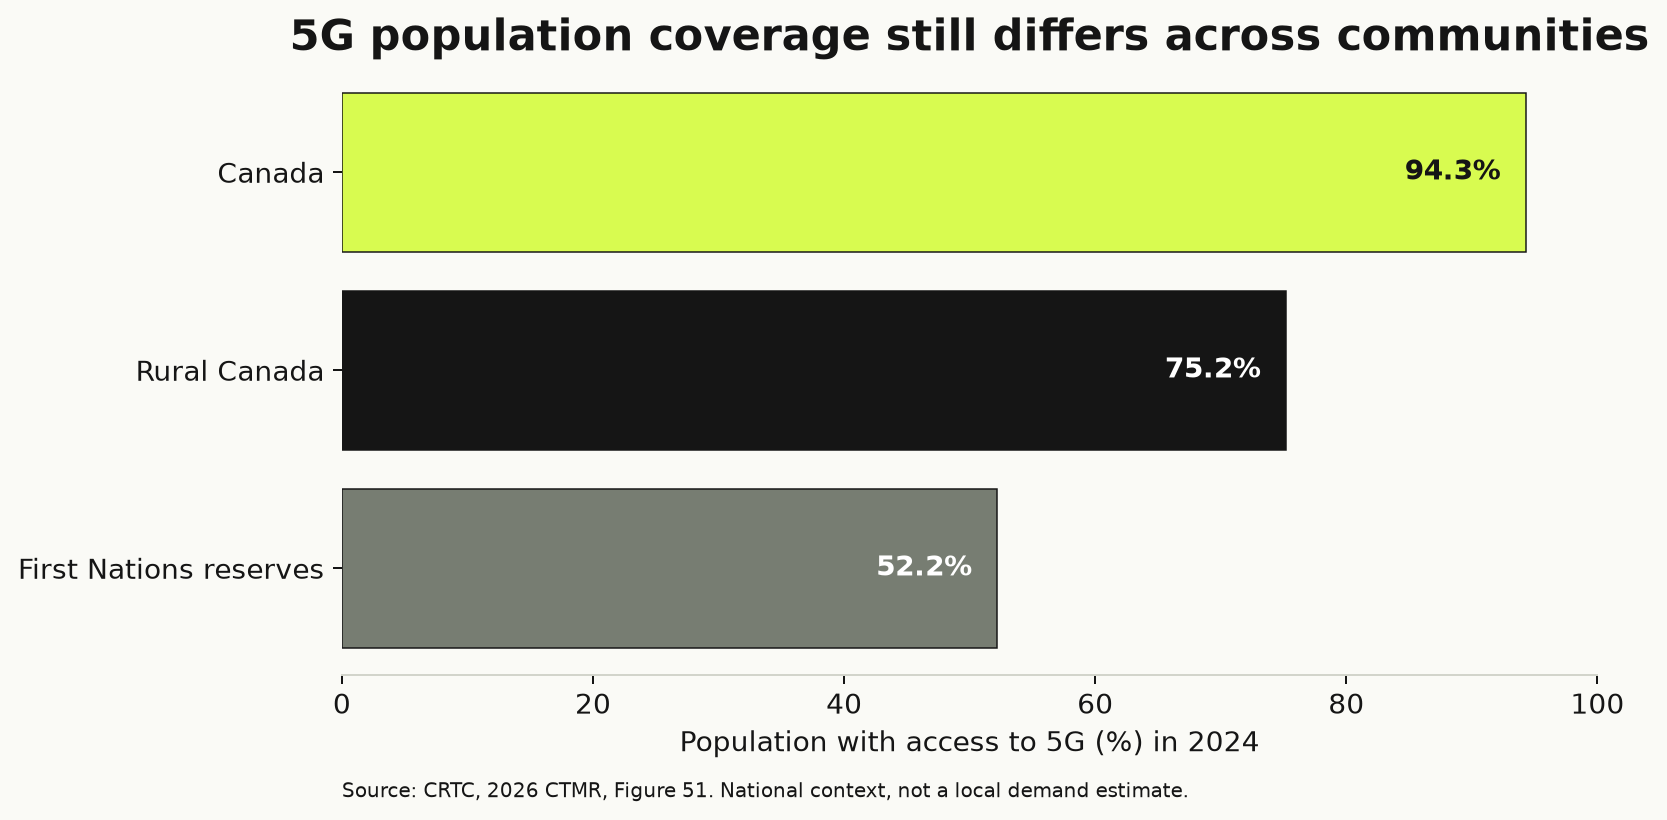 5G population coverage still differs across communities
Canada
94.3%
Rural Canada
75.2%
First Nations reserves
52.2%
0 20 40 60 80 100
Population with access to 5G (%) in 2024
Source: CRTC, 2026 CTMR, Figure 51. National context, not a local demand estimate.